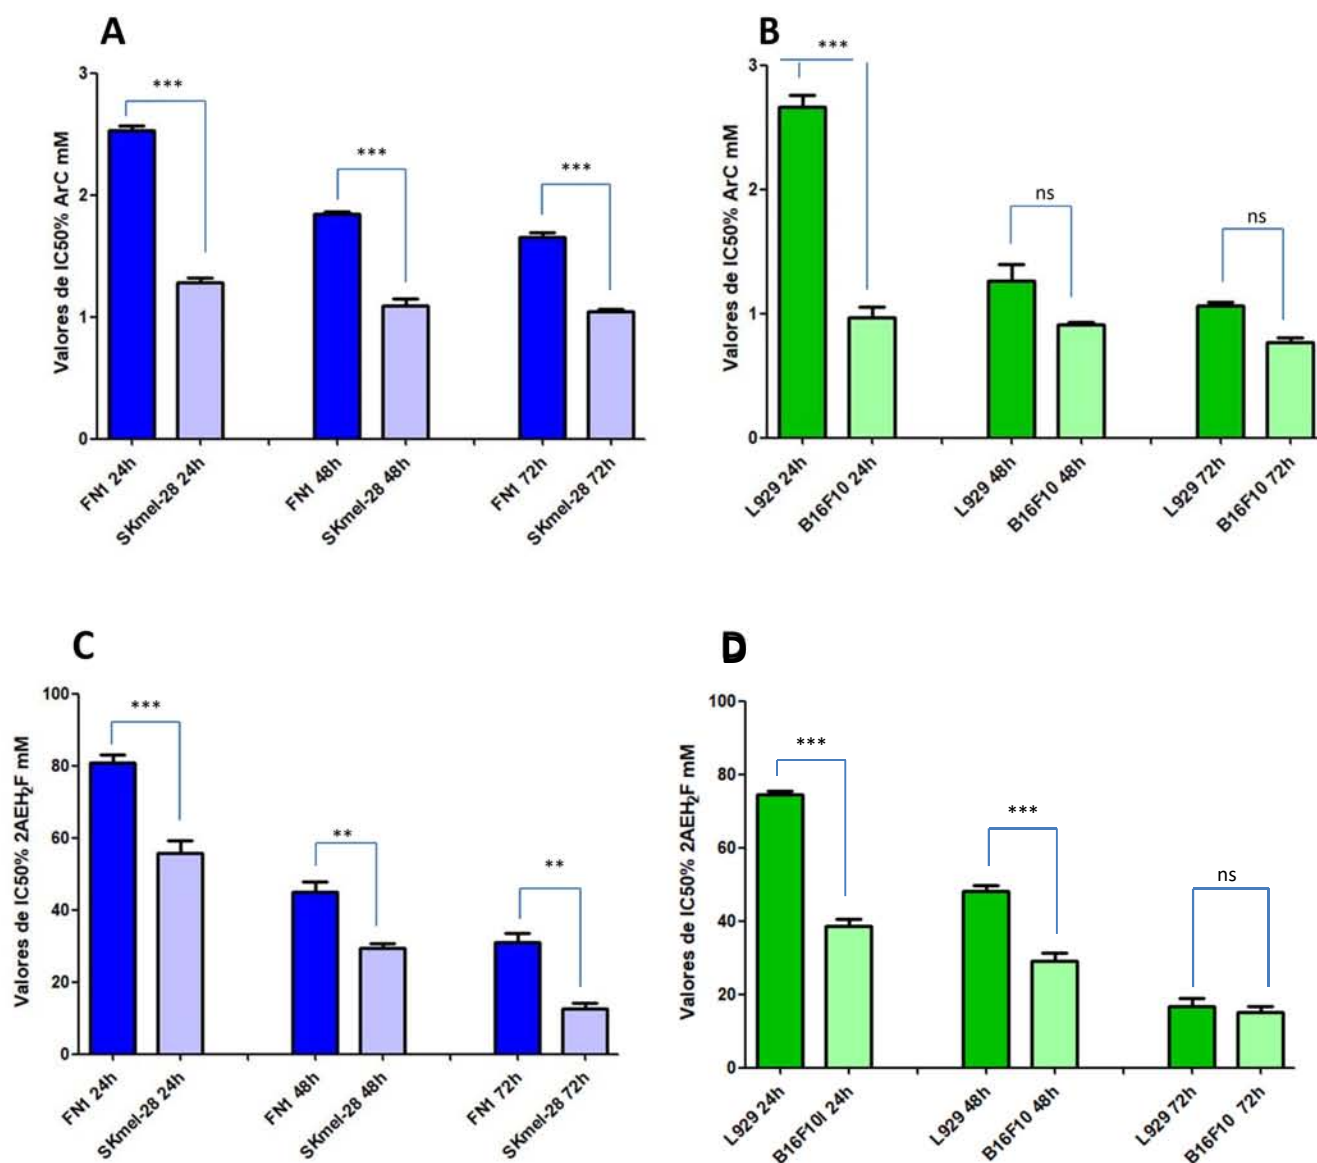 A
Valores de IC50% ArC mM
3
2
1
0
***
***
***
FN1 24h
SKmel-28 24h
FN1 48h
SKmel-28 48h
FN1 72h
SKmel-28 72h
B
Valores de IC50% ArC mM
3
2
1
0
***
ns
ns
L929 24h
B16F10 24h
L929 48h
B16F10 48h
L929 72h
B16F10 72h
C
Valores de IC50% 2AEH₂F mM
100
80
60
40
20
0
***
**
**
FN1 24h
SKmel-28 24h
FN1 48h
SKmel-28 48h
FN1 72h
SKmel-28 72h
D
Valores de IC50% 2AEH₂F mM
100
80
60
40
20
0
***
***
ns
L929 24h
B16F10l 24h
L929 48h
B16F10 48h
L929 72h
B16F10 72h